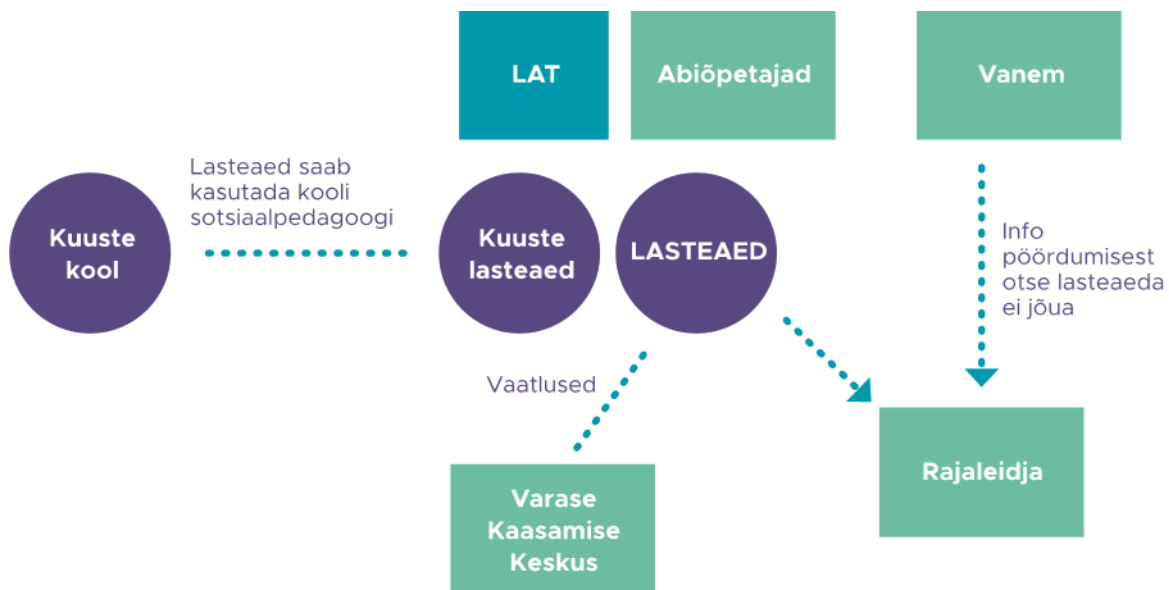 LAT
Abiõpetajad
Vanem
Lasteaed saab
kasutada kooli
sotsiaalpedagoogi
Kuuste
kool
Kuuste
lasteaed
LASTEAED
Info
pöördumisest
otse lasteaeda
ei jõua
Vaatlused
Varase
Kaasamise
Keskus
Rajaleidja